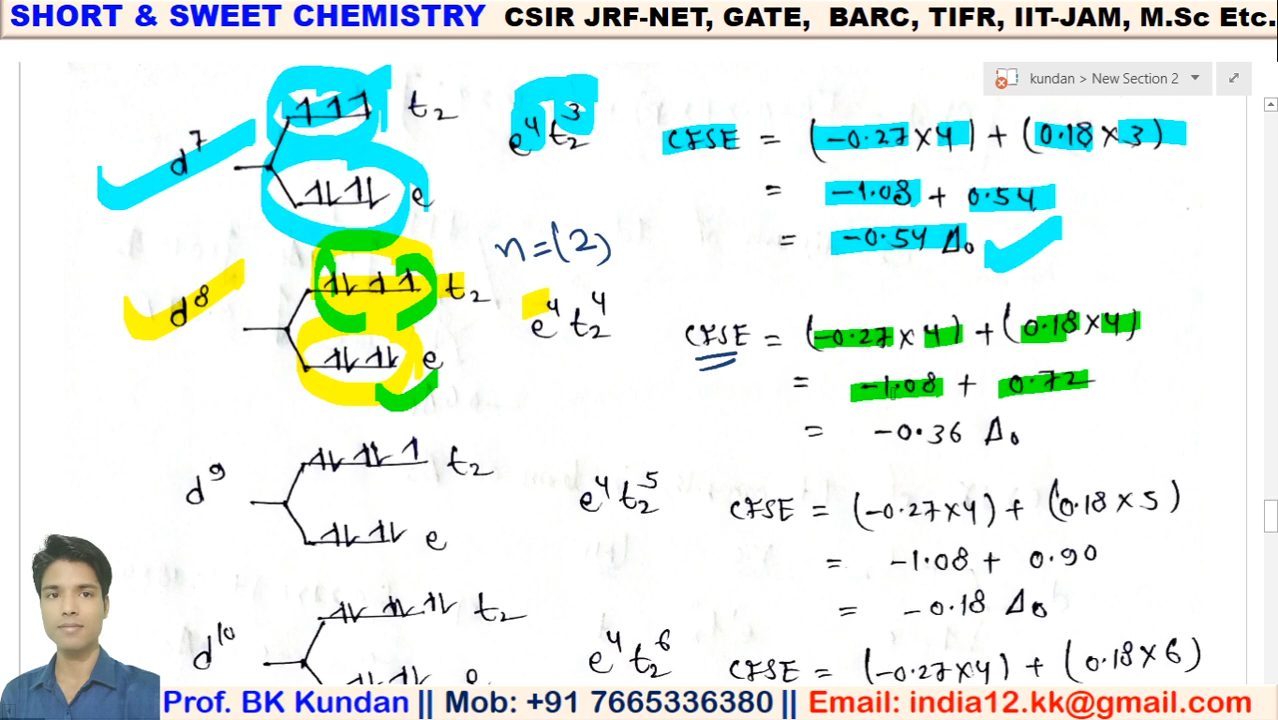 SHORT & SWEET CHEMISTRY CSIR JRF-NET, GATE, BARC, TIFR, IIT-JAM, M.Sc Etc.
kundan > New Section 2
d⁷ t₂ e⁴t₂³ CFSE = (-0.27×4) + (0.18×3)
e = -1.08 + 0.54
n=(2) = -0.54 Δ₀
d⁸ t₂ e⁴t₂⁴ CFSE = (-0.27×4) + (0.18×4)
e = -1.08 + 0.72
= -0.36 Δ₀
d⁹ t₂ e⁴t₂⁵ CFSE = (-0.27×4) + (0.18×5)
e = -1.08 + 0.90
= -0.18 Δ₀
d¹⁰ t₂ e⁴t₂⁶ CFSE = (-0.27×4) + (0.18×6)
Prof. BK Kundan || Mob: +91 7665336380 || Email: india12.kk@gmail.com